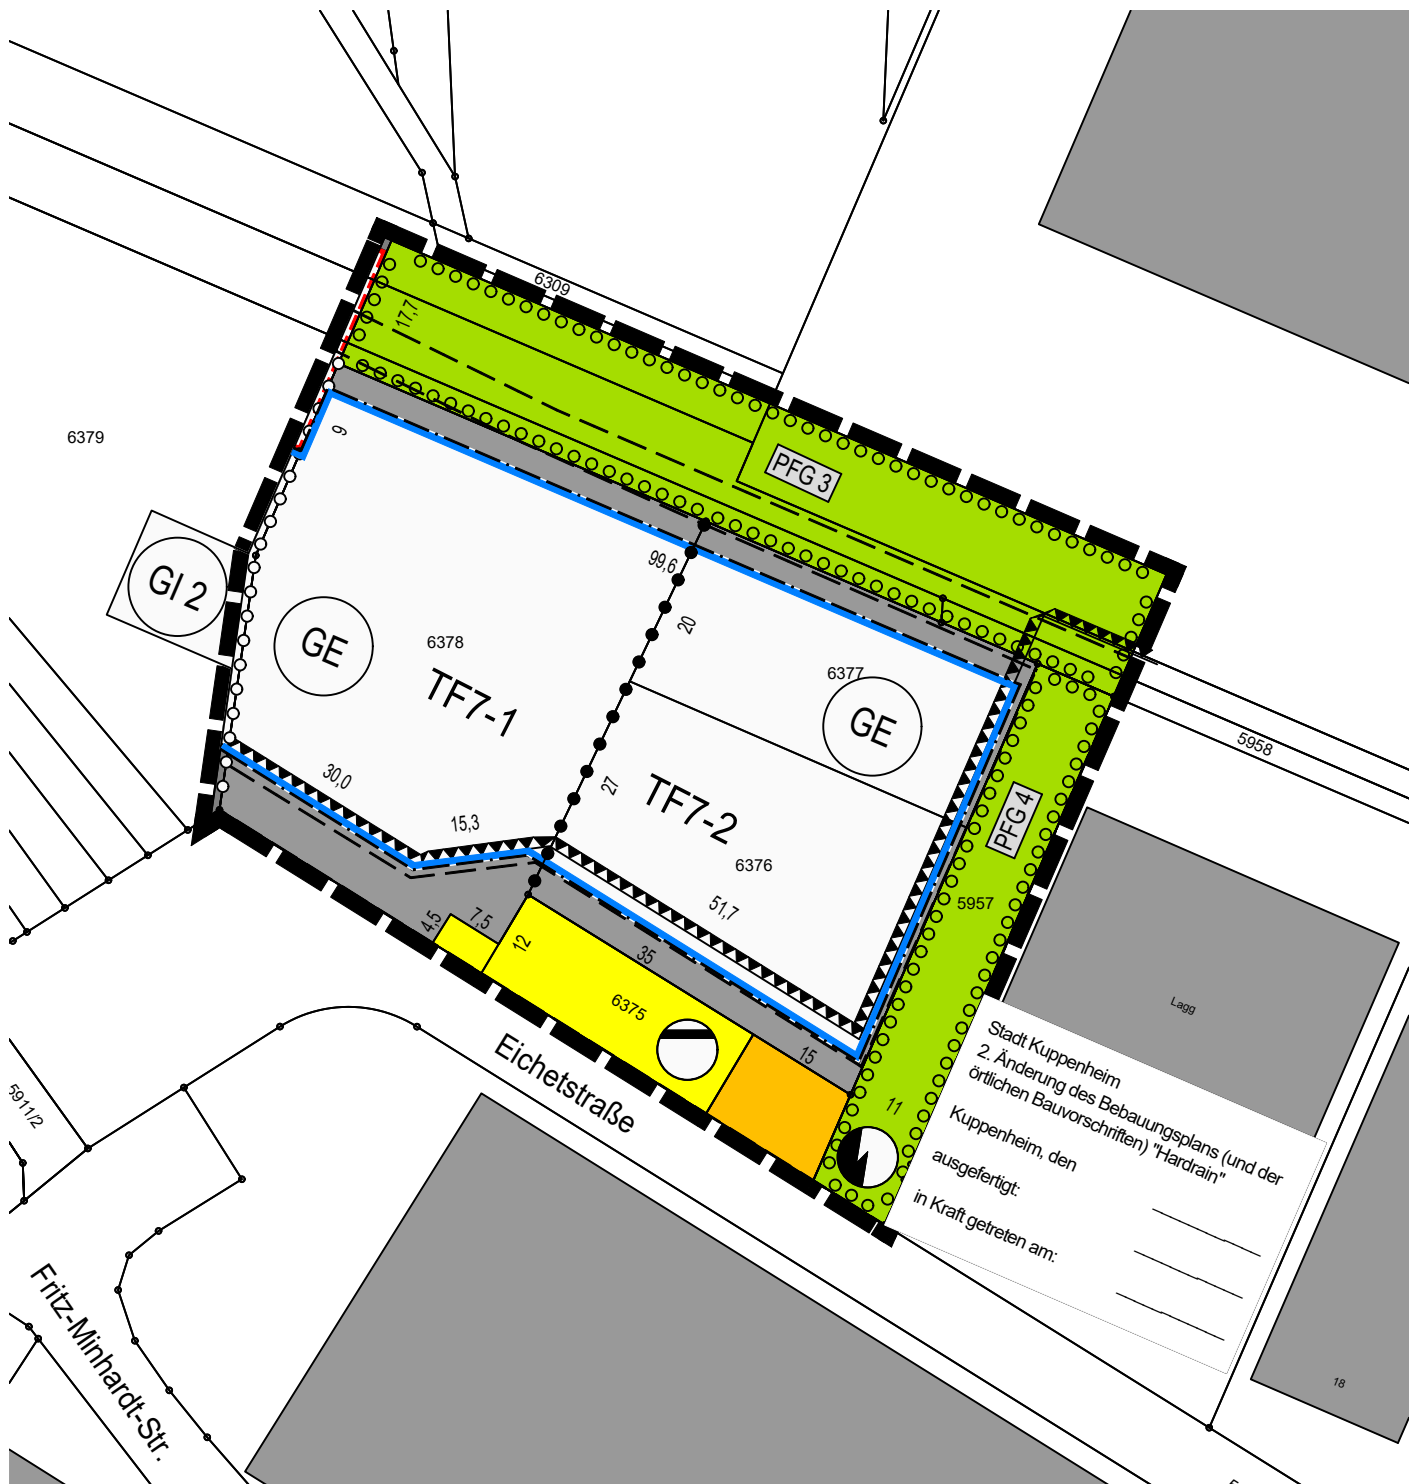 6309
17,7
6379
9
PFG 3
99,6
GI 2
GE
6378
TF7-1
20
6377
GE
5958
30,0
27
TF7-2
15,3
6376
PFG 4
51,7
5957
4,5
7,5
12
35
6375
15
Lagg
Eichetstraße
11
5911/2
Stadt Kuppenheim
2. Änderung des Bebauungsplans (und der
örtlichen Bauvorschriften) "Hardrain"
Kuppenheim, den
ausgefertigt:
in Kraft getreten am:
Fritz-Minhardt-Str.
18